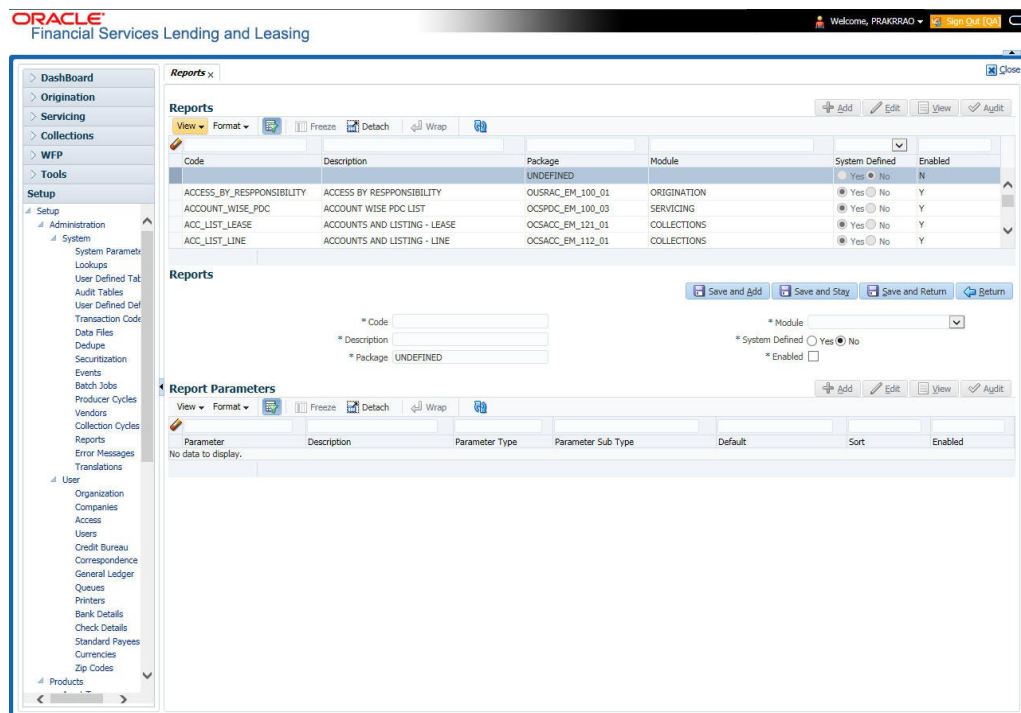 ORACLE
Financial Services Lending and Leasing
Welcome, PRAKRRAO
Sign Out [QA]
DashBoard
Origination
Servicing
Collections
WFP
Tools
Setup
Setup
Administration
System
System Paramete
Lookups
User Defined Tab
Audit Tables
User Defined Def
Transaction Code
Data Files
Dedupe
Securitization
Events
Batch Jobs
Producer Cycles
Vendors
Collection Cycles
Reports
Error Messages
Translations
User
Organization
Companies
Access
Users
Credit Bureau
Correspondence
General Ledger
Queues
Printers
Bank Details
Check Details
Standard Payees
Currencies
Zip Codes
Products
Reports x
Close
Reports
Add Edit View Audit
View Format Freeze Detach Wrap
Code Description Package Module System Defined Enabled
UNDEFINED Yes No N
ACCESS_BY_RESPPONSIBILITY ACCESS BY RESPPONSIBILITY OUSRAC_EM_100_01 ORIGINATION Yes No Y
ACCOUNT_WISE_PDC ACCOUNT WISE PDC LIST OCSPDC_EM_100_03 SERVICING Yes No Y
ACC_LIST_LEASE ACCOUNTS AND LISTING - LEASE OCSACC_EM_121_01 COLLECTIONS Yes No Y
ACC_LIST_LINE ACCOUNTS AND LISTING - LINE OCSACC_EM_112_01 COLLECTIONS Yes No Y
Reports
Save and Add Save and Stay Save and Return Return
* Code
* Module
* Description
* System Defined Yes No
* Package UNDEFINED
* Enabled
Report Parameters
Add Edit View Audit
View Format Freeze Detach Wrap
Parameter Description Parameter Type Parameter Sub Type Default Sort Enabled
No data to display.